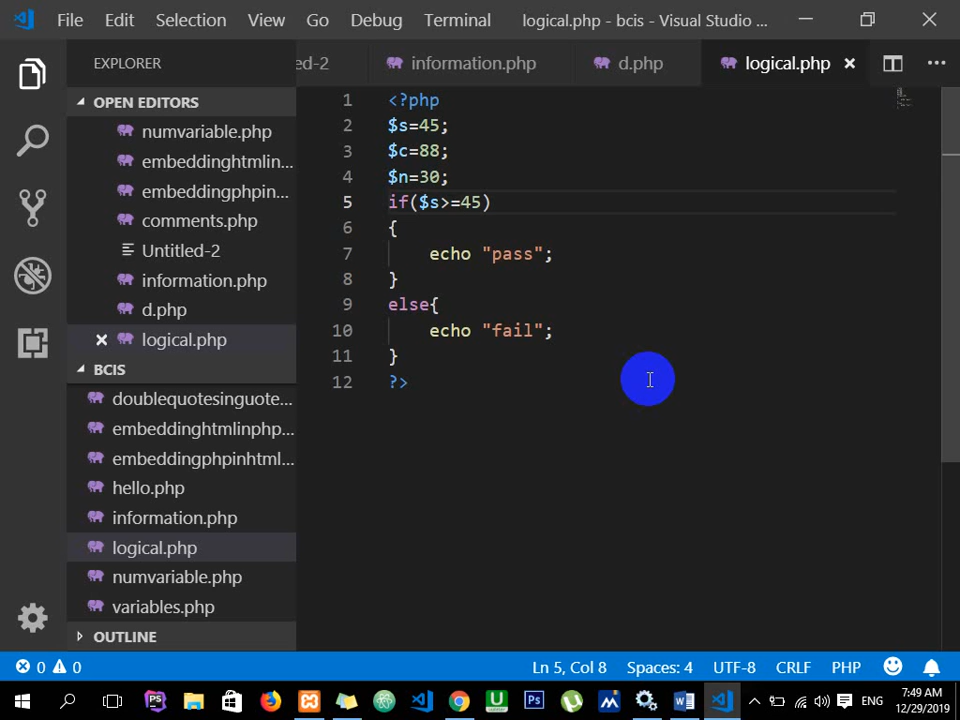 File Edit Selection View Go Debug Terminal logical.php - bcis - Visual Studio ...
EXPLORER
ed-2 information.php d.php logical.php
OPEN EDITORS
numvariable.php
embeddinghtmlin...
embeddingphpin...
comments.php
Untitled-2
information.php
d.php
logical.php
BCIS
doublequotesinguote...
embeddinghtmlinphp...
embeddingphpinhtml...
hello.php
information.php
logical.php
numvariable.php
variables.php
OUTLINE
1 <?php
2 $s=45;
3 $c=88;
4 $n=30;
5 if($s>=45)
6 {
7 echo "pass";
8 }
9 else{
10 echo "fail";
11 }
12 ?>
0 0 Ln 5, Col 8 Spaces: 4 UTF-8 CRLF PHP
ENG 7:49 AM
12/29/2019